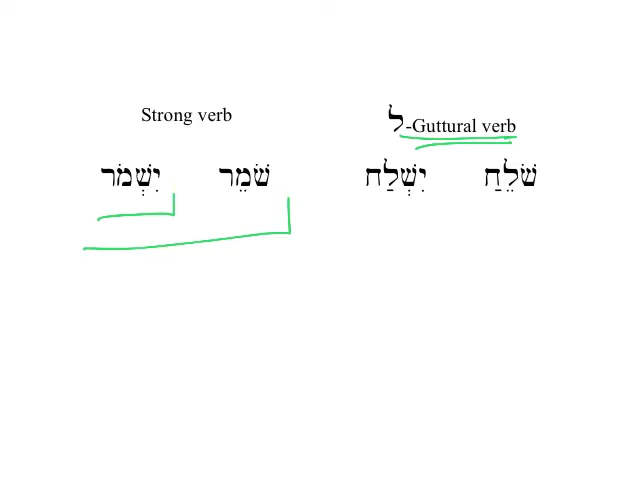 Strong verb
ל-Guttural verb
שֹׁמֵר יִשְׁמֹר
שֹׁלֵחַ יִשְׁלַח